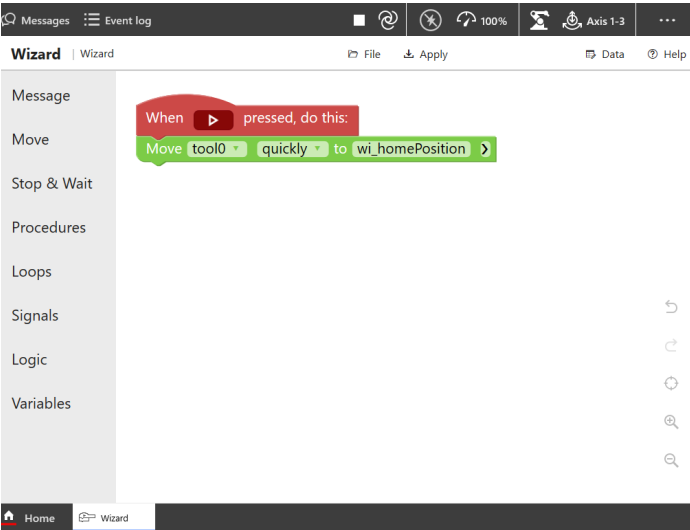 Messages Event log 100% Axis 1-3 ...
Wizard | Wizard File Apply Data Help
Message
Move
Stop & Wait
Procedures
Loops
Signals
Logic
Variables
When pressed, do this:
Move tool0 quickly to wi_homePosition
Home Wizard